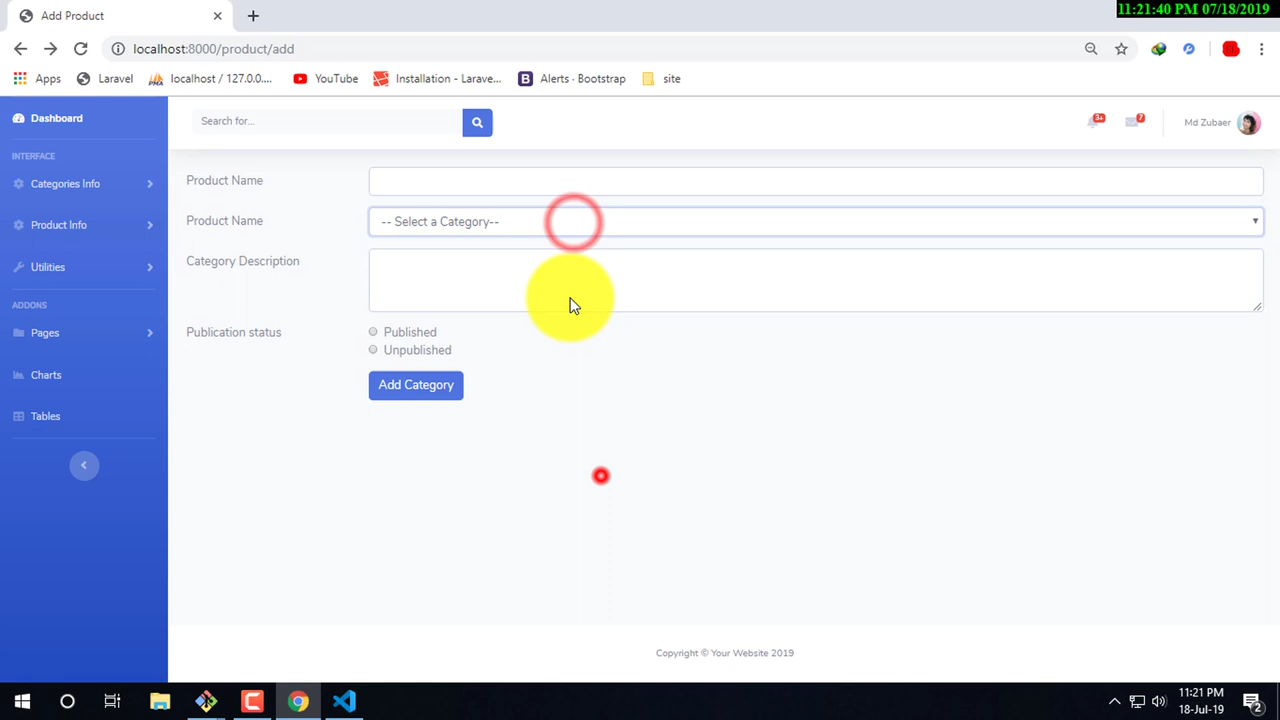 11:21:40 PM 07/18/2019
Add Product
localhost:8000/product/add
Apps Laravel localhost / 127.0.0.... YouTube Installation - Larave... Alerts · Bootstrap site
Dashboard
Search for...
3+
7
Md Zubaer
INTERFACE
Categories Info
Product Info
Utilities
ADDONS
Pages
Charts
Tables
Product Name
Product Name
-- Select a Category--
Category Description
Publication status
Published
Unpublished
Add Category
Copyright © Your Website 2019
11:21 PM
18-Jul-19
2